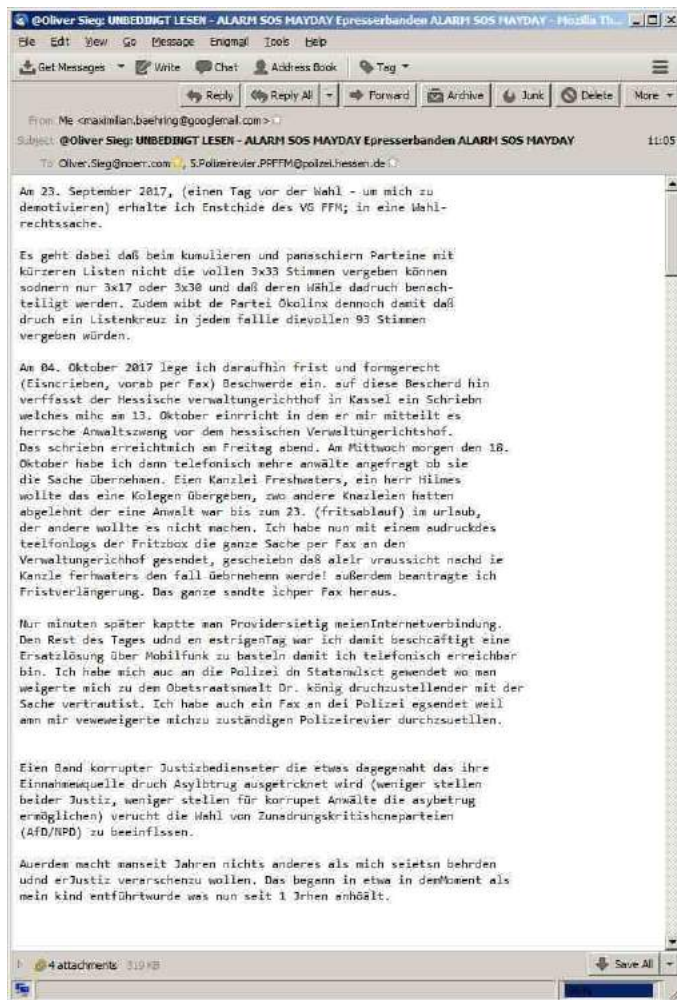 @Oliver Sieg: UNBEDINGT LESEN - ALARM SOS MAYDAY Epresserbanden ALARM SOS MAYDAY - Mozilla Th...
File Edit View Go Message Enigmail Tools Help
Get Messages Write Chat Address Book Tag
Reply Reply All Forward Archive Junk Delete More
From Me <maximilian.baehring@googlemail.com>
Subject @Oliver Sieg: UNBEDINGT LESEN - ALARM SOS MAYDAY Epresserbanden ALARM SOS MAYDAY 11:05
To Oliver.Sieg@noerr.com, 5.Polizeirevier.PPFFM@polizei.hessen.de
Am 23. September 2017, (einen Tag vor der Wahl - um mich zu
demotivieren) erhalte ich Enstchide des VG FFM; in eine Wahl-
rechtssache.
Es geht dabei daß beim kumulieren und panaschiern Parteine mit
kürzeren Listen nicht die vollen 3x33 Stimmen vergeben können
sodnern nur 3x17 oder 3x30 und daß deren Wähle dadruch benach-
teiligt werden. Zudem wibt de Partei Ökolinx dennoch damit daß
druch ein Listenkreuz in jedem fallle dievollen 93 Stimmen
vergeben würden.
Am 04. Oktober 2017 lege ich daraufhin frist und formgerecht
(Eisncrieben, vorab per Fax) Beschwerde ein. auf diese Bescherd hin
verffasst der Hessische verwaltungerichthof in Kassel ein Schriebn
welches mihc am 13. Oktober einrricht in dem er mir mitteilt es
herrsche Anwaltszwang vor dem hessischen Verwaltungerichtshof.
Das schriebn erreichtmich am Freitag abend. Am Mittwoch morgen den 18.
Oktober habe ich dann telefonisch mehre anwälte angefragt ob sie
die Sache übernehmen. Eien Kanzlei Freshwaters, ein herr Hilmes
wollte das eine Kolegen übergeben, zwo andere Knazleien hatten
abgelehnt der eine Anwalt war bis zum 23. (fritsablauf) im urlaub,
der andere wollte es nicht machen. Ich habe nun mit einem audruckdes
teelfonlogs der Fritzbox die ganze Sache per Fax an den
Verwaltungerichhof gesendet, gescheiebn daß alelr vraussicht nachd ie
Kanzle ferhwaters den fall üebrnehemn werde! außerdem beantragte ich
Fristverlängerung. Das ganze sandte ichper Fax heraus.
Nur minuten später kaptte man Providersietig meienInternetverbindung.
Den Rest des Tages udnd en estrigenTag war ich damit beschcäftigt eine
Ersatzlösung über Mobilfunk zu basteln damit ich telefonisch erreichbar
bin. Ich habe mich auc an die Polizei dn Statanwlsct gewendet wo man
weigerte mich zu dem Obetsraatsnwalt Dr. könig druchzustellender mit der
Sache vertrautist. Ich habe auch ein Fax an dei Polizei egsendet weil
amn mir veweweigerte michzu zuständigen Polizeirevier durchzsuetllen.
Eien Band korrupter Justizbedienseter die etwas dagegenaht das ihre
Einnahmewquelle druch Asylbtrug ausgetrcknet wird (weniger stellen
beider Justiz, weniger stellen für korrupet Anwälte die asybetrug
ermöglichen) verucht die Wahl von Zunadrungskritishcneparteien
(AfD/NPD) zu beeinflssen.
Auerdem macht manseit Jahren nichts anderes als mich seietsn behrden
udnd erJustiz verarschenzu wollen. Das begann in etwa in demMoment als
mein kind entführtwurde was nun seit 1 Jrhen anhöält.
4 attachments 319 KB
Save All